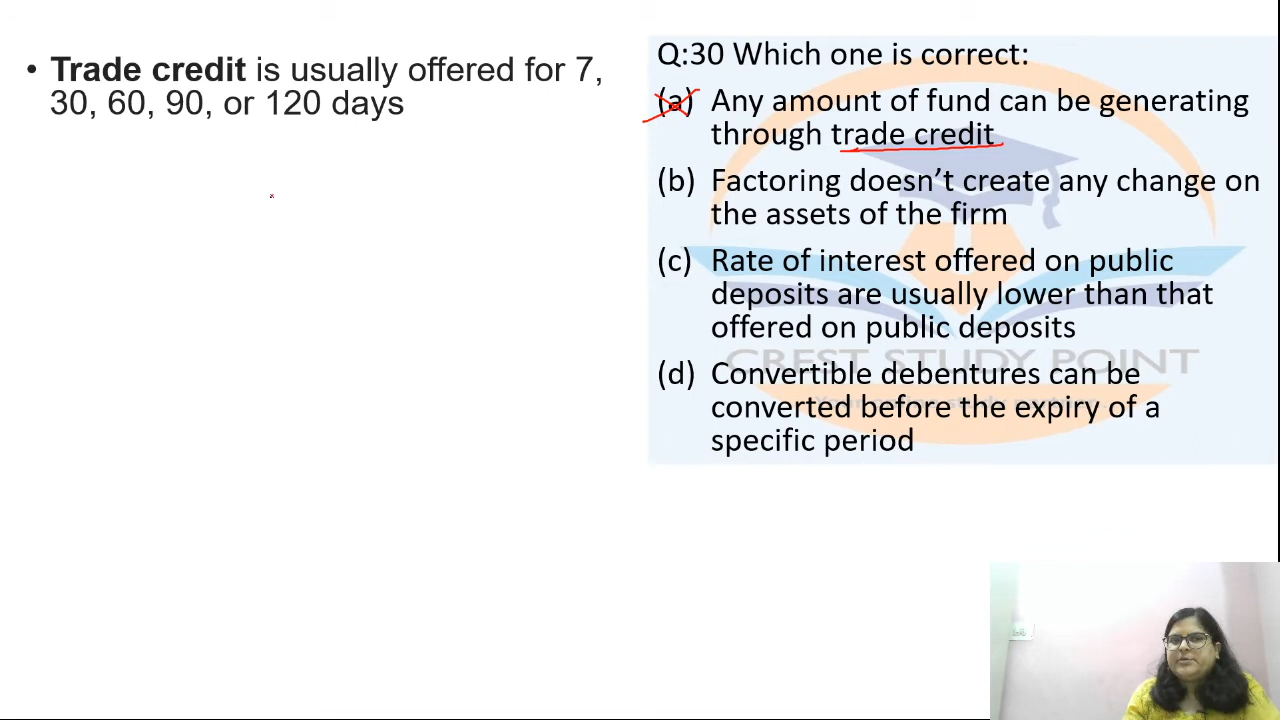 • Trade credit is usually offered for 7,
30, 60, 90, or 120 days
Q:30 Which one is correct:
(a) Any amount of fund can be generating
through trade credit
(b) Factoring doesn’t create any change on
the assets of the firm
(c) Rate of interest offered on public
deposits are usually lower than that
offered on public deposits
CREST STUDY POINT
(d) Convertible debentures can be
converted before the expiry of a
specific period